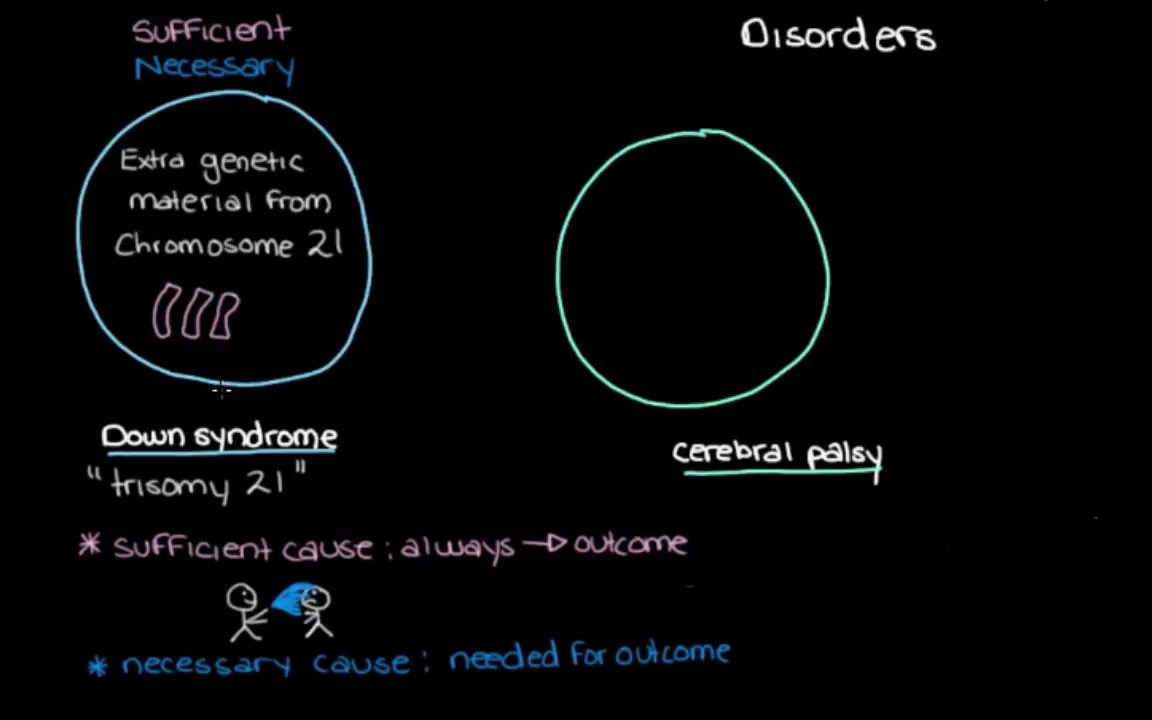 Sufficient
Necessary
Disorders
Extra genetic
material from
Chromosome 21
Down syndrome
"trisomy 21"
cerebral palsy
* sufficient cause : always → outcome
* necessary cause : needed for outcome